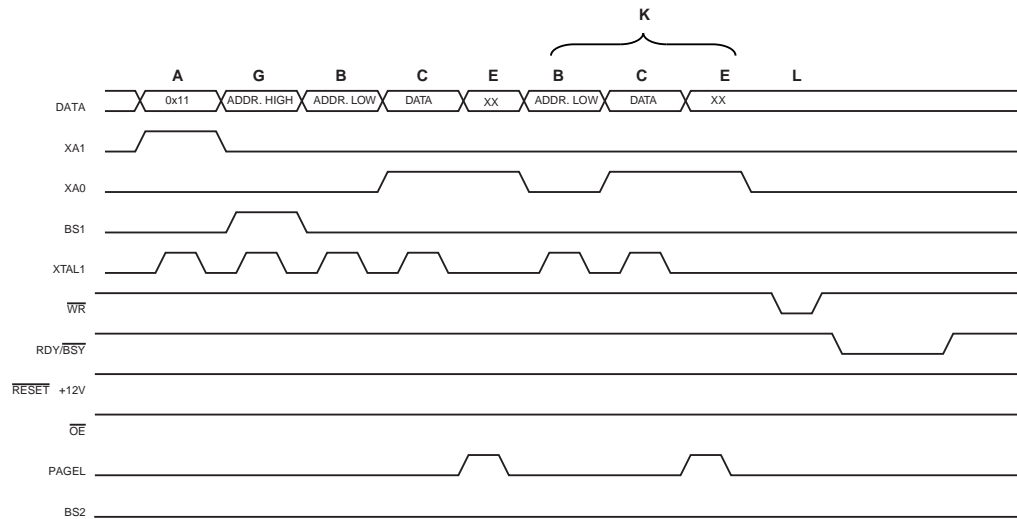 K
A G B C E B C E L
DATA 0x11 ADDR. HIGH ADDR. LOW DATA XX ADDR. LOW DATA XX
XA1
XA0
BS1
XTAL1
WR
RDY/BSY
RESET +12V
OE
PAGEL
BS2